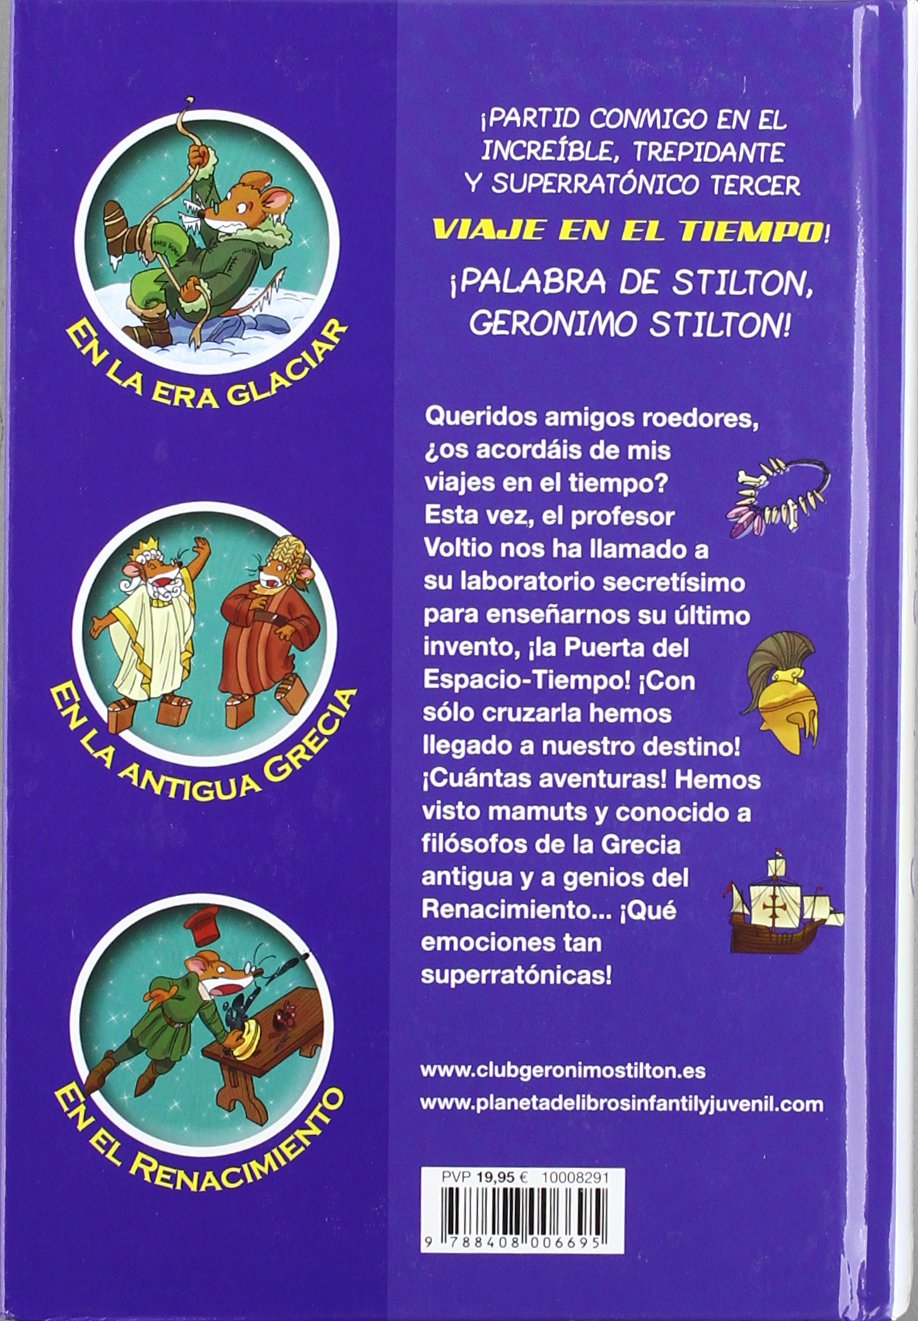 ¡PARTID CONMIGO EN EL
INCREÍBLE, TREPIDANTE
Y SUPERRATÓNICO TERCER
VIAJE EN EL TIEMPO!
¡PALABRA DE STILTON,
GERONIMO STILTON!
EN LA ERA GLACIAR
EN LA ANTIGUA GRECIA
EN EL RENACIMIENTO
Queridos amigos roedores,
¿os acordáis de mis
viajes en el tiempo?
Esta vez, el profesor
Voltio nos ha llamado a
su laboratorio secretísimo
para enseñarnos su último
invento, ¡la Puerta del
Espacio-Tiempo! ¡Con
sólo cruzarla hemos
llegado a nuestro destino!
¡Cuántas aventuras! Hemos
visto mamuts y conocido a
filósofos de la Grecia
antigua y a genios del
Renacimiento... ¡Qué
emociones tan
superratónicas!
www.clubgeronimostilton.es
www.planetadelibrosinfantilyjuvenil.com
PVP 19,95 € 10008291
9 788408 006695